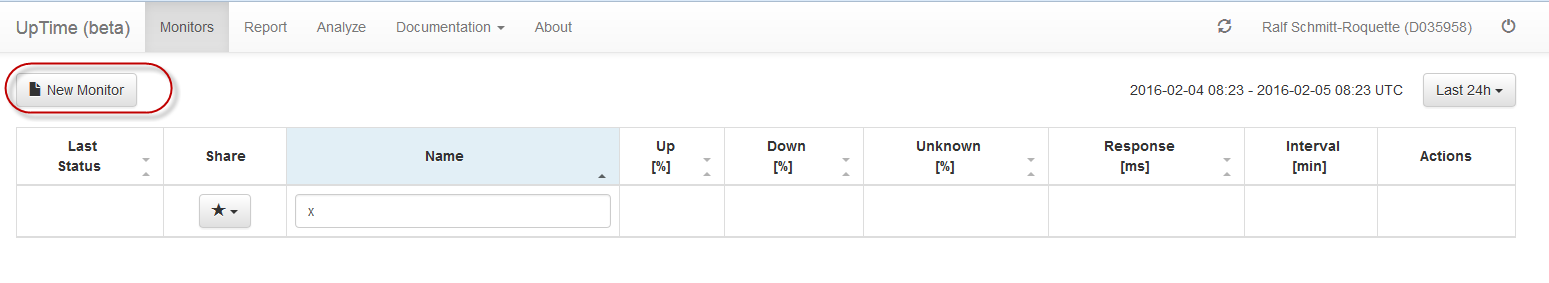 UpTime (beta) Monitors Report Analyze Documentation About Ralf Schmitt-Roquette (D035958)
New Monitor 2016-02-04 08:23 - 2016-02-05 08:23 UTC Last 24h
Last Status Share Name Up [%] Down [%] Unknown [%] Response [ms] Interval [min] Actions
x